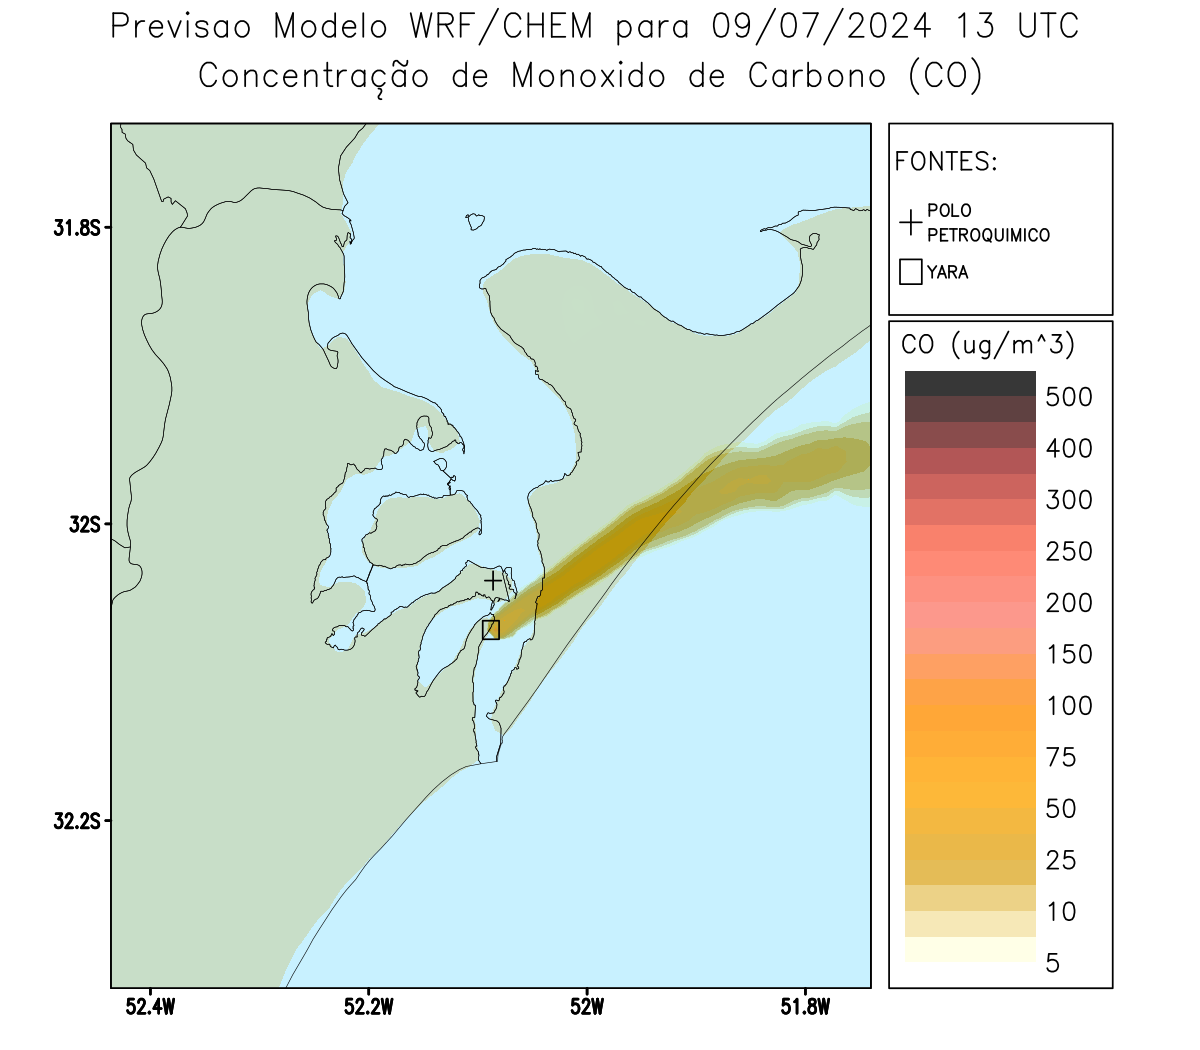 Previsao Modelo WRF/CHEM para 09/07/2024 13 UTC
Concentração de Monoxido de Carbono (CO)
31.8S
32S
32.2S
52.4W
52.2W
52W
51.8W
FONTES:
POLO
PETROQUIMICO
YARA
CO (ug/m^3)
500
400
300
250
200
150
100
75
50
25
10
5